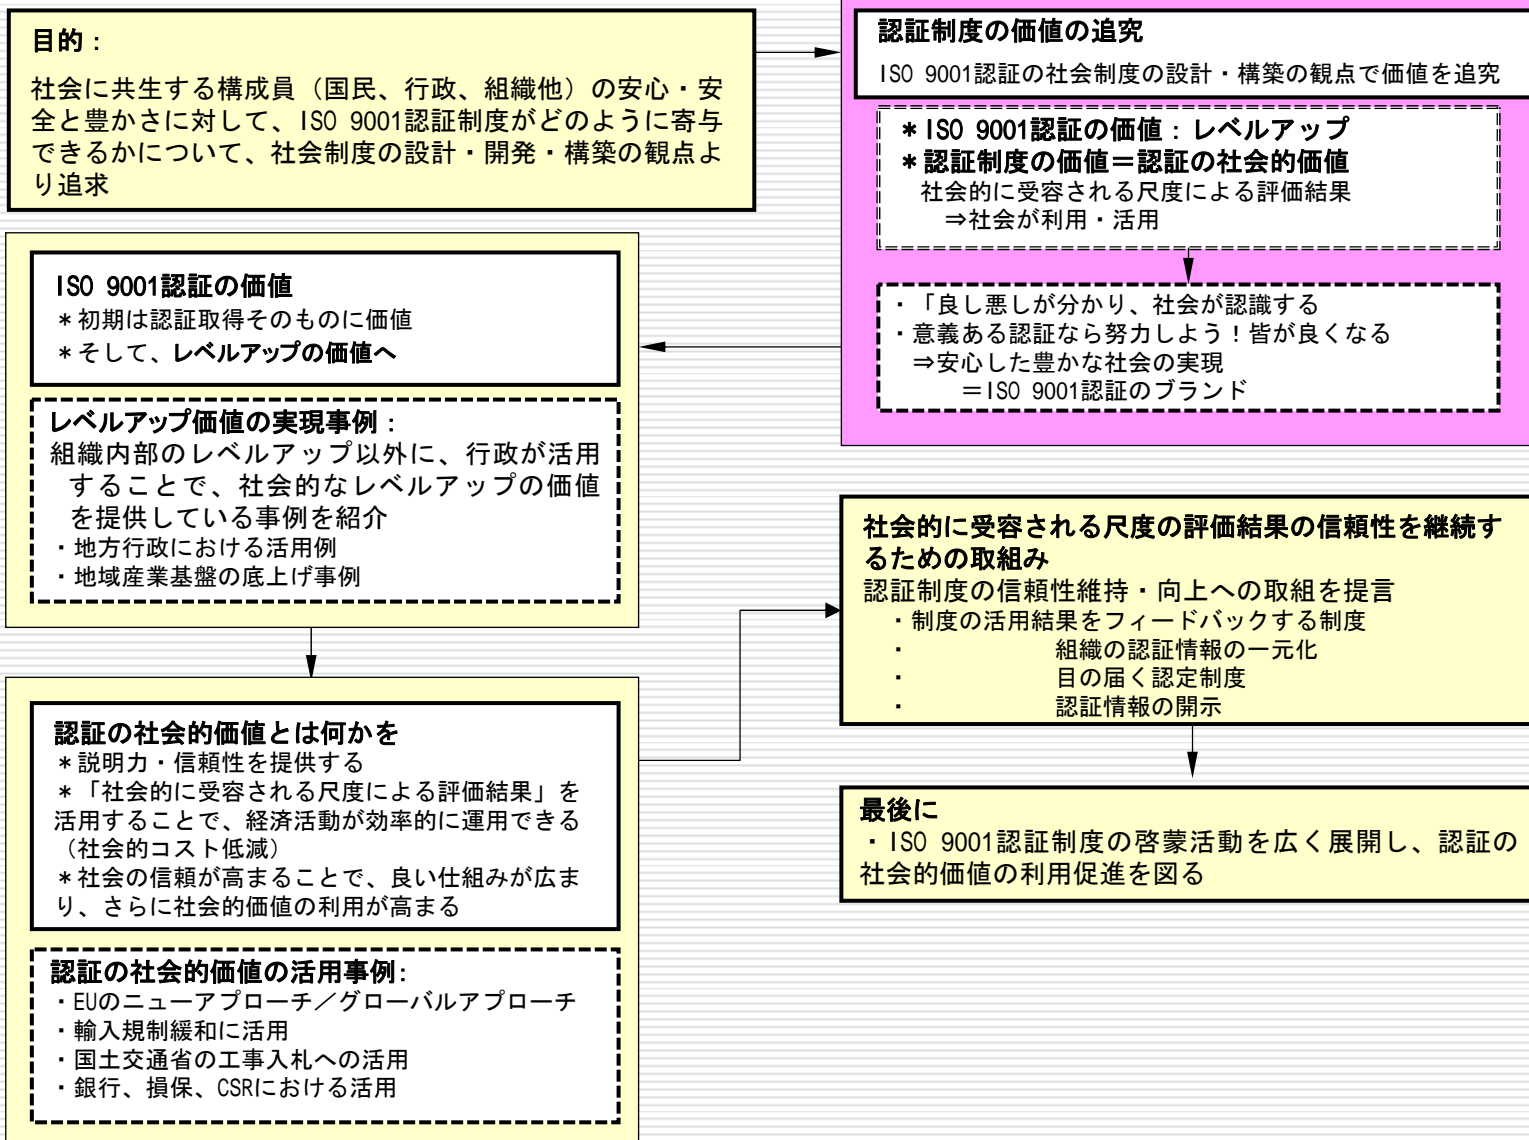 目的：
社会に共生する構成員（国民、行政、組織他）の安心・安
全と豊かさに対して、ISO 9001認証制度がどのように寄与
できるかについて、社会制度の設計・開発・構築の観点よ
り追求
認証制度の価値の追究
ISO 9001認証の社会制度の設計・構築の観点で価値を追究
＊ISO 9001認証の価値：レベルアップ
＊認証制度の価値＝認証の社会的価値
社会的に受容される尺度による評価結果
⇒社会が利用・活用
・「良し悪しが分かり、社会が認識する
・意義ある認証なら努力しよう！皆が良くなる
⇒安心した豊かな社会の実現
＝ISO 9001認証のブランド
ISO 9001認証の価値
＊初期は認証取得そのものに価値
＊そして、レベルアップの価値へ
レベルアップ価値の実現事例：
組織内部のレベルアップ以外に、行政が活用
することで、社会的なレベルアップの価値
を提供している事例を紹介
・地方行政における活用例
・地域産業基盤の底上げ事例
認証の社会的価値とは何かを
＊説明力・信頼性を提供する
＊「社会的に受容される尺度による評価結果」を
活用することで、経済活動が効率的に運用できる
（社会的コスト低減）
＊社会の信頼が高まることで、良い仕組みが広ま
り、さらに社会的価値の利用が高まる
認証の社会的価値の活用事例：
・EUのニューアプローチ／グローバルアプローチ
・輸入規制緩和に活用
・国土交通省の工事入札への活用
・銀行、損保、CSRにおける活用
社会的に受容される尺度の評価結果の信頼性を継続す
るための取組み
認証制度の信頼性維持・向上への取組を提言
・制度の活用結果をフィードバックする制度
・ 組織の認証情報の一元化
・ 目の届く認定制度
・ 認証情報の開示
最後に
・ISO 9001認証制度の啓蒙活動を広く展開し、認証の
社会的価値の利用促進を図る